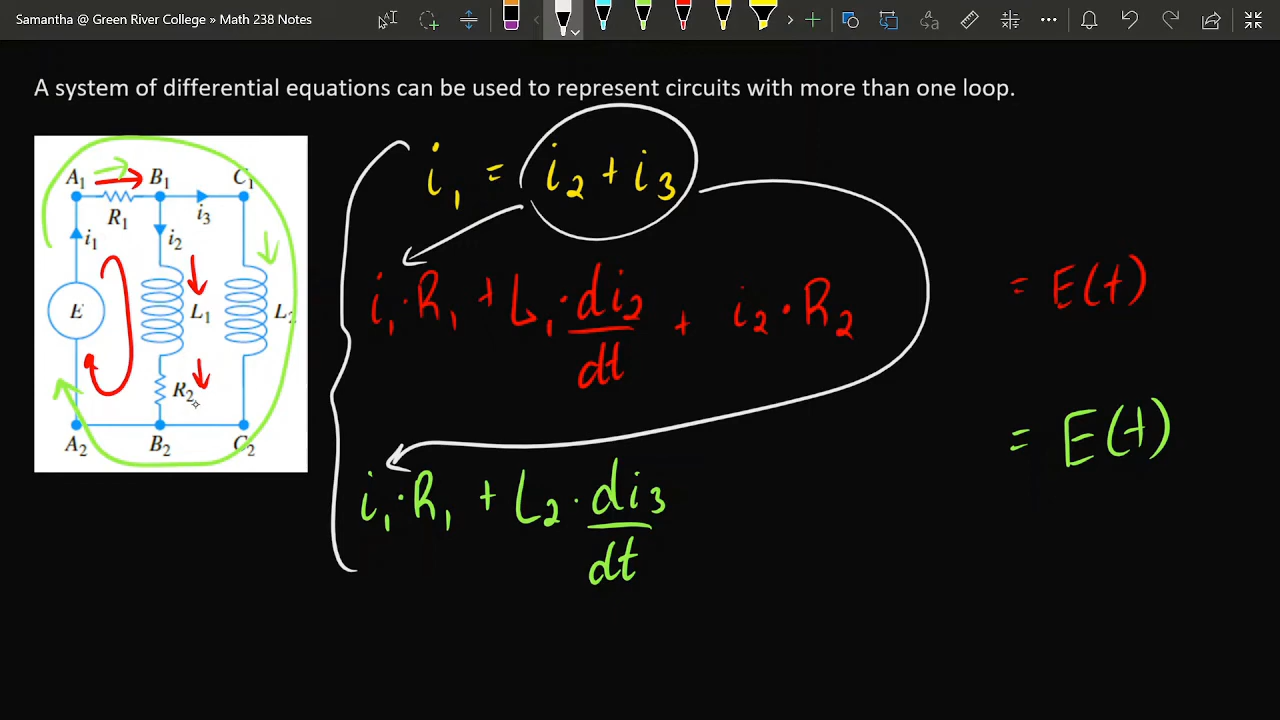 Samantha @ Green River College » Math 238 Notes
A system of differential equations can be used to represent circuits with more than one loop.
A₁ B₁ C₁
R₁ i₃
i₁ i₂
E L₁ L₂
R₂
A₂ B₂ C₂
i₁ = i₂ + i₃
i₁·R₁ + L₁·di₂/dt + i₂·R₂ = E(t)
i₁·R₁ + L₂·di₃/dt = E(t)